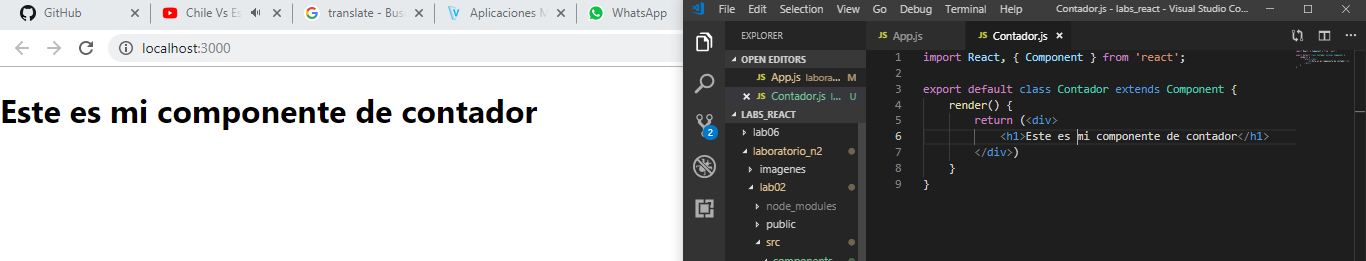 GitHub
Chile Vs Es
translate - Bus
Aplicaciones M
WhatsApp
localhost:3000
Este es mi componente de contador
File Edit Selection View Go Debug Terminal Help
Contador.js - labs_react - Visual Studio Co...
EXPLORER
OPEN EDITORS
JS App.js labora... M
JS Contador.js l... U
LABS_REACT
lab06
laboratorio_n2
imagenes
lab02
node_modules
public
src
components
2
JS App.js
JS Contador.js
1 import React, { Component } from 'react';
2
3 export default class Contador extends Component {
4 render() {
5 return (<div>
6 <h1>Este es mi componente de contador</h1>
7 </div>)
8 }
9 }